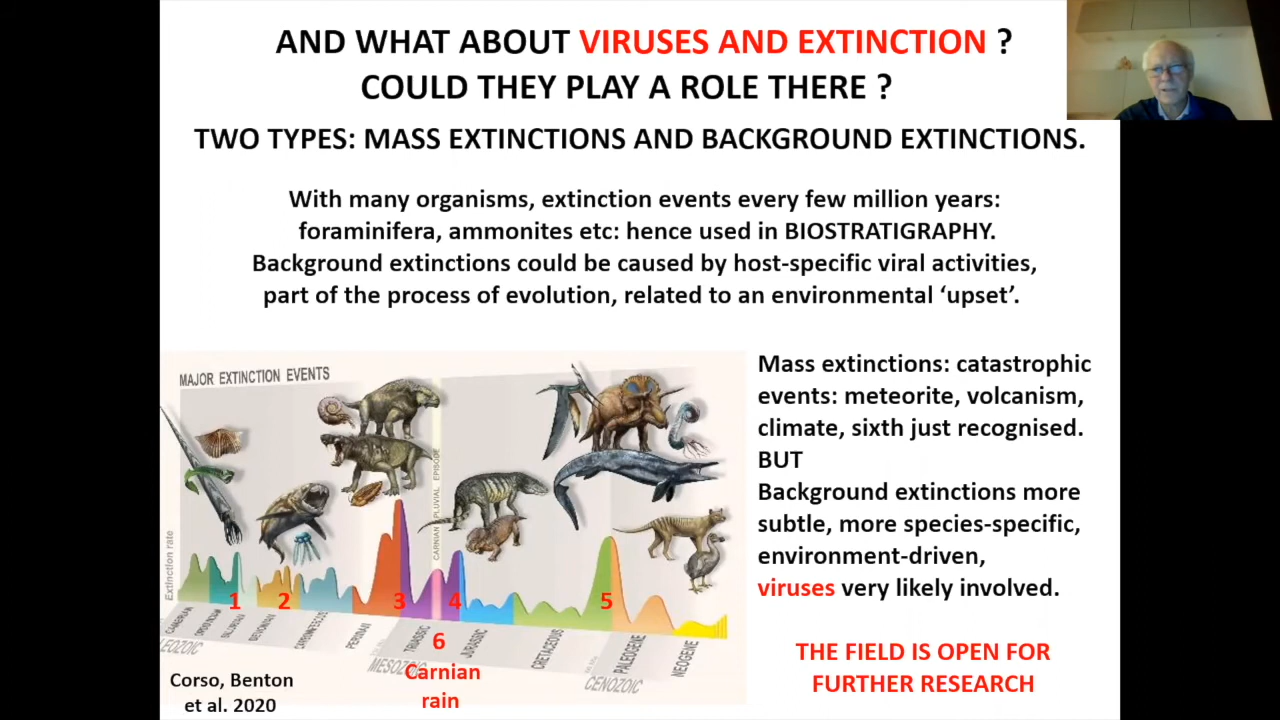 AND WHAT ABOUT VIRUSES AND EXTINCTION ?
COULD THEY PLAY A ROLE THERE ?
TWO TYPES: MASS EXTINCTIONS AND BACKGROUND EXTINCTIONS.
With many organisms, extinction events every few million years:
foraminifera, ammonites etc: hence used in BIOSTRATIGRAPHY.
Background extinctions could be caused by host-specific viral activities,
part of the process of evolution, related to an environmental ‘upset’.
MAJOR EXTINCTION EVENTS
Extinction rate
CARNIAN PLUVIAL EPISODE
1 2 3 4 5
CAMBRIAN ORDOVICIAN SILURIAN DEVONIAN CARBONIFEROUS PERMIAN TRIASSIC JURASSIC CRETACEOUS PALEOGENE NEOGENE
LEOZOIC MESOZOIC CENOZOIC
6
Carnian
rain
Corso, Benton
et al. 2020
Mass extinctions: catastrophic
events: meteorite, volcanism,
climate, sixth just recognised.
BUT
Background extinctions more
subtle, more species-specific,
environment-driven,
viruses very likely involved.
THE FIELD IS OPEN FOR
FURTHER RESEARCH